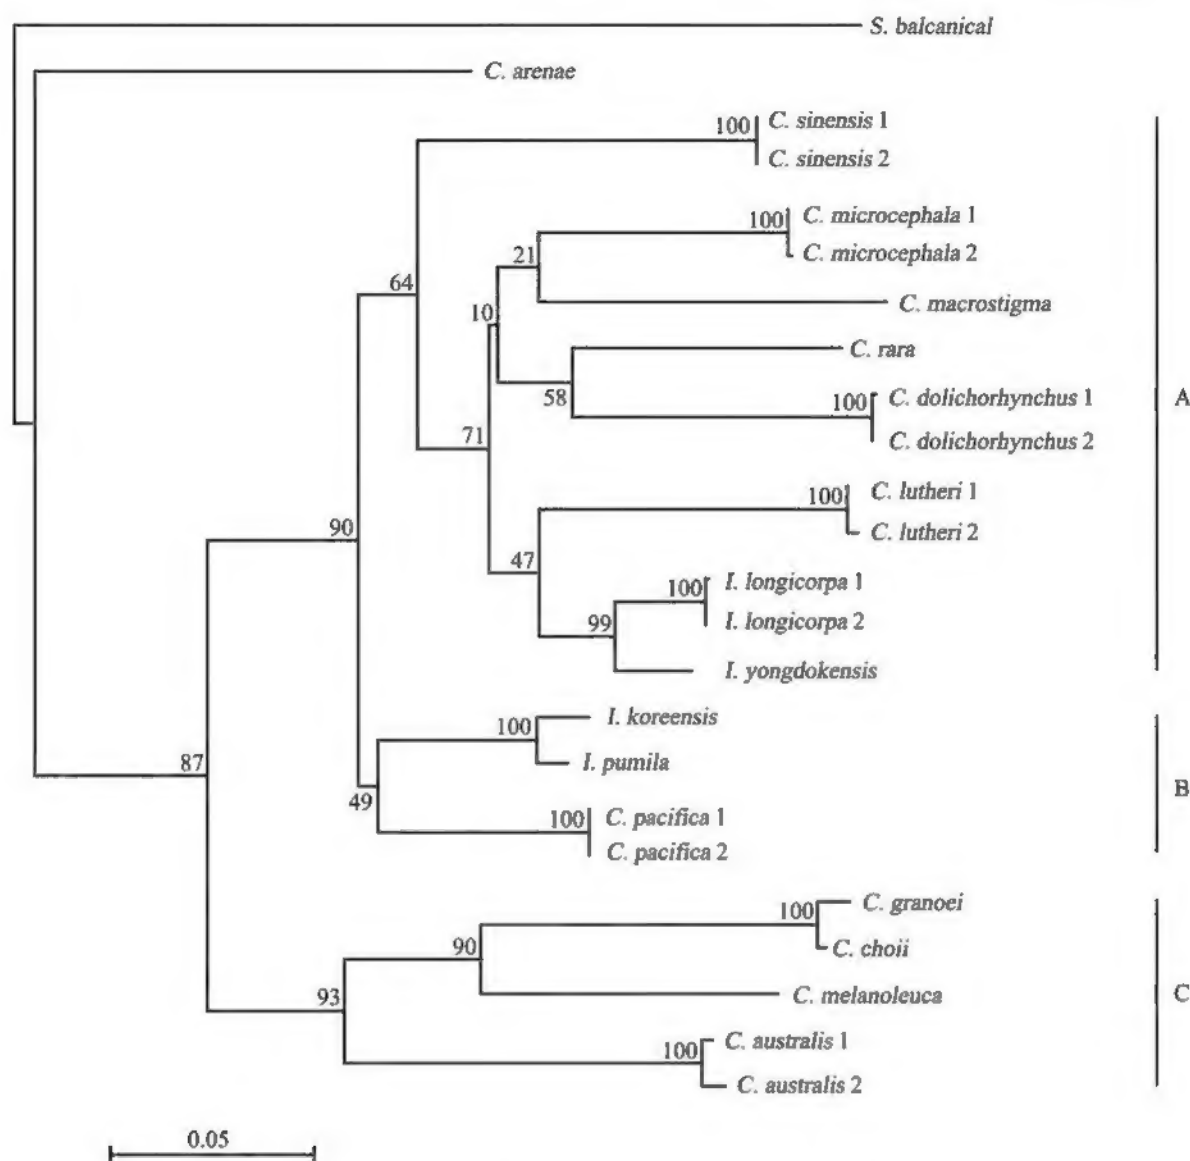 S. balcanical
C. arenae
100 C. sinensis 1
C. sinensis 2
C. microcephala 1
100
C. microcephala 2
21
64
C. macrostigma
10
C. rara
58
100 C. dolichorhynchus 1
A
71
C. dolichorhynchus 2
C. lutheri 1
100
90
C. lutheri 2
47
I. longicorpa 1
100
I. longicorpa 2
99
I. yongdokensis
I. koreensis
100
87
I. pumila
B
49
100 C. pacifica 1
C. pacifica 2
C. granoei
100
90
C. choii
93
C. melanoleuca
C
C. australis 1
100
C. australis 2
0.05